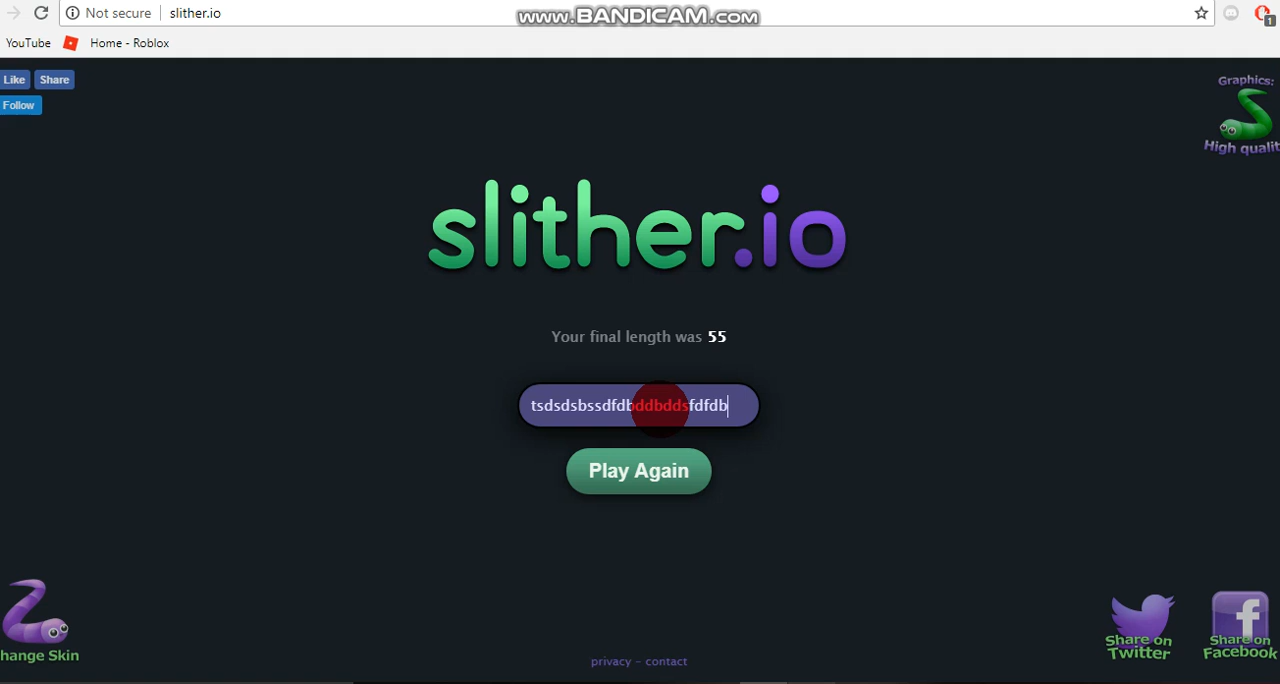 Not secure
slither.io
www.BANDICAM.com
1
YouTube
Home - Roblox
Like
Share
Follow
Graphics:
High qualit
slither.io
Your final length was 55
tsdsdsbssdfdbddbddsfdfdb
Play Again
hange Skin
Share on
Twitter
Share on
Facebook
privacy - contact